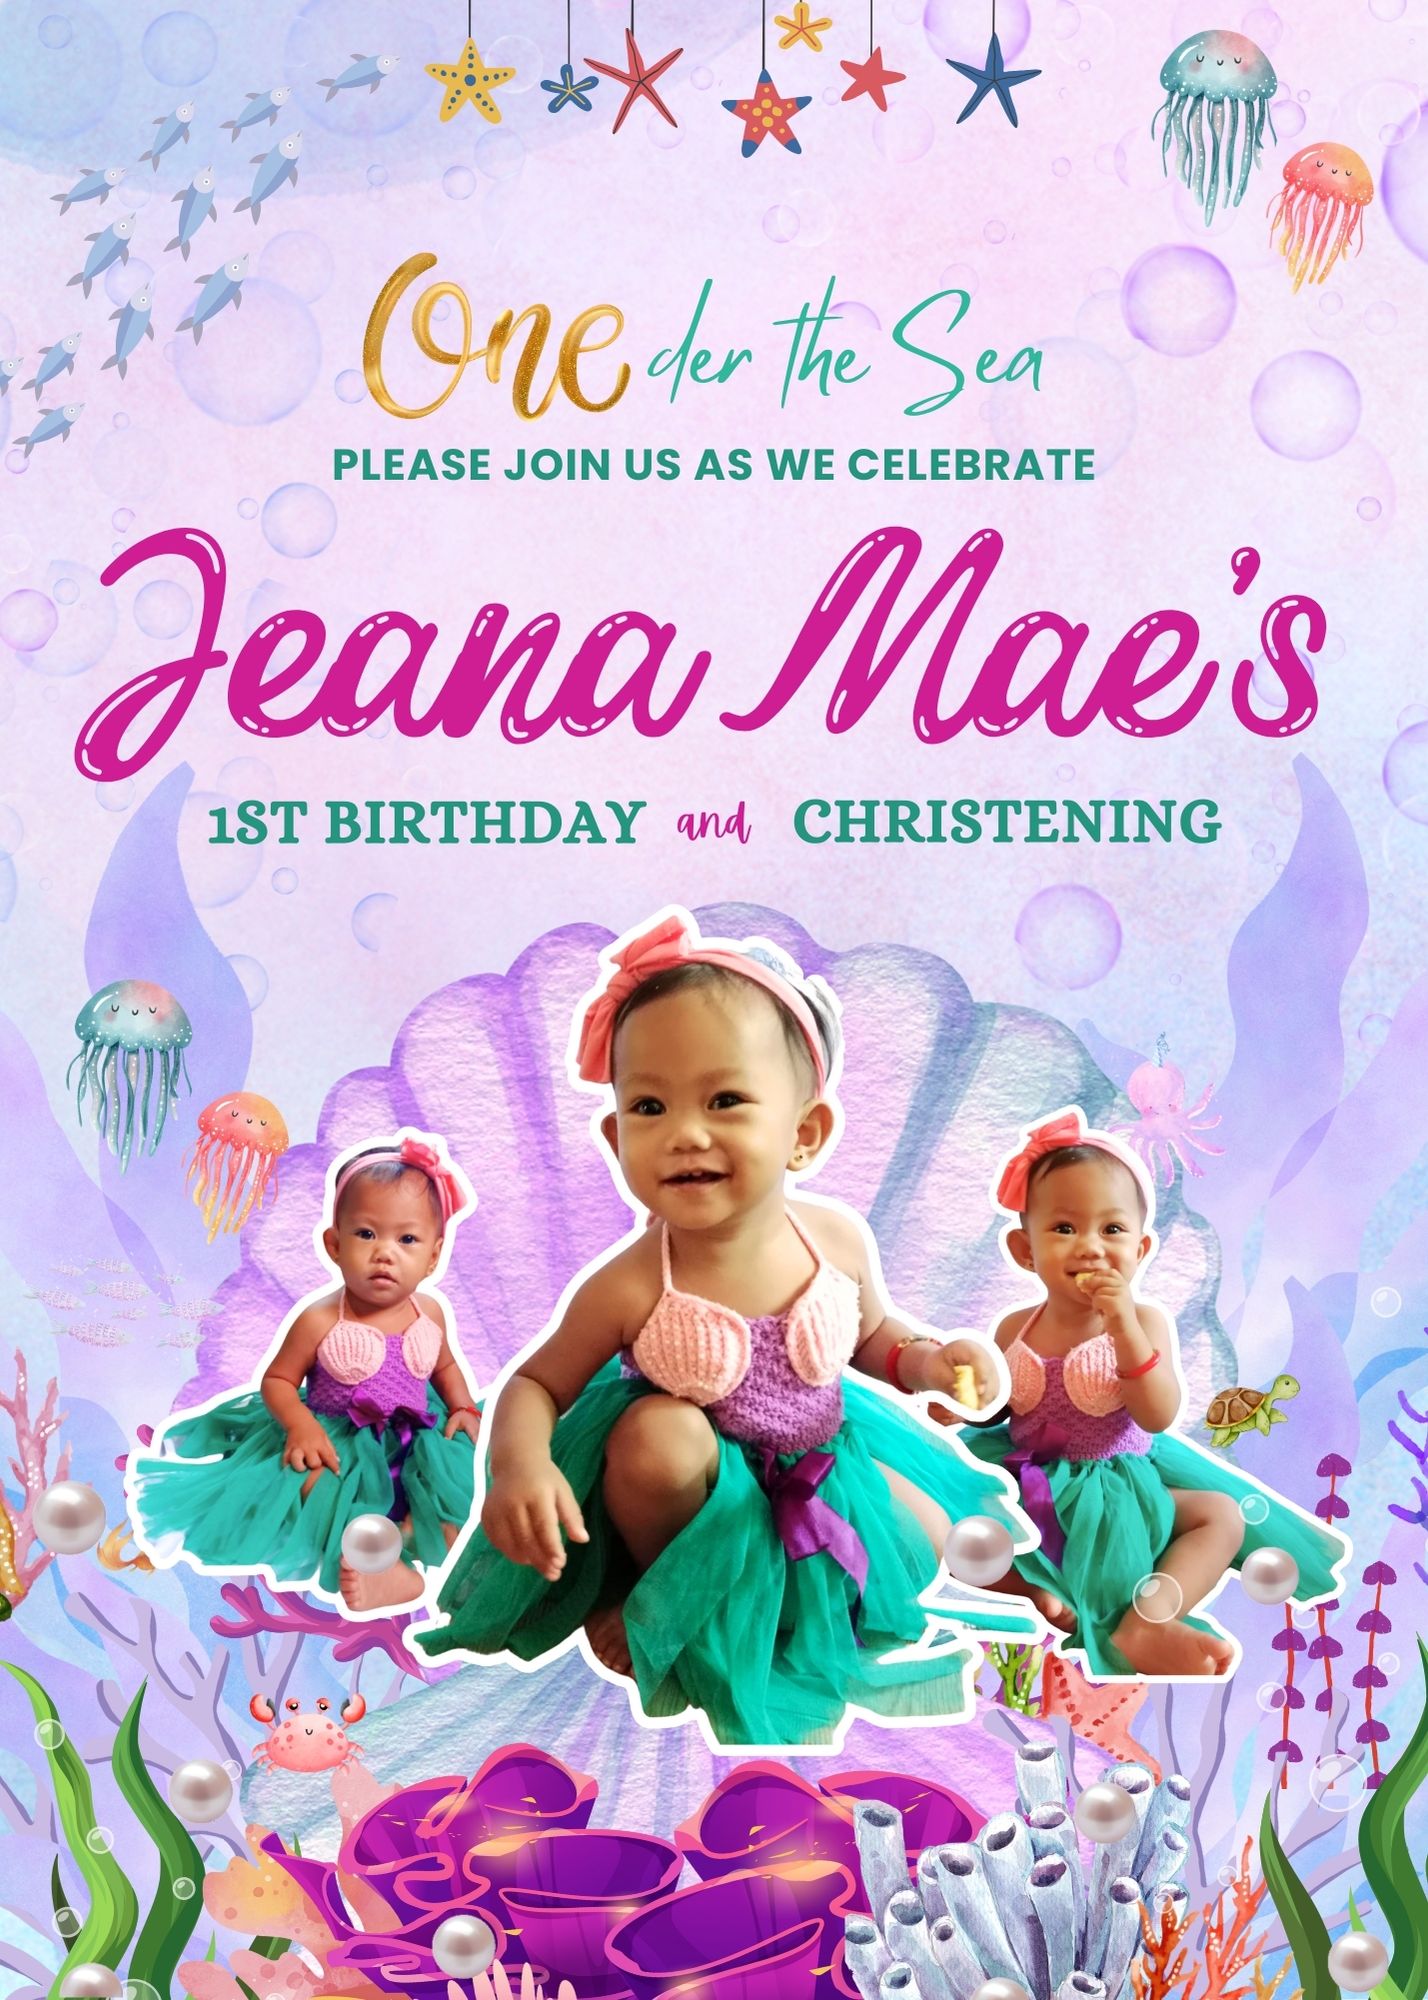 One der the Sea
PLEASE JOIN US AS WE CELEBRATE
Jeana Mae's
1ST BIRTHDAY and CHRISTENING